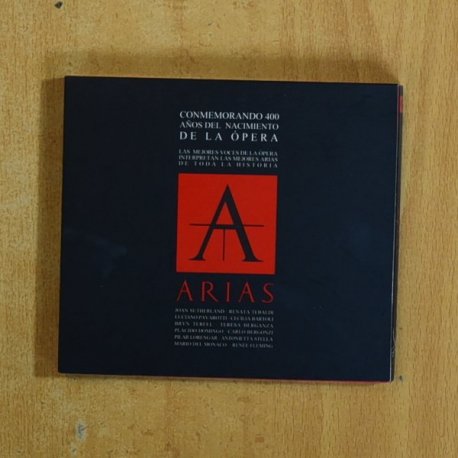 CONMEMORANDO 400
AÑOS DEL NACIMIENTO
DE LA ÓPERA
LAS MEJORES VOCES DE LA ÓPERA
INTERPRETAN LAS MEJORES ARIAS
DE TODA LA HISTORIA
A
ARIAS
JOAN SUTHERLAND RENATA TEBALDI
LUCIANO PAVAROTTI CECILIA BARTOLI
BRYN TERFEL TERESA BERGANZA
PLACIDO DOMINGO CARLO BERGONZI
PILAR LORENGAR ANTONIETTA STELLA
MARIO DEL MONACO RENÉE FLEMING